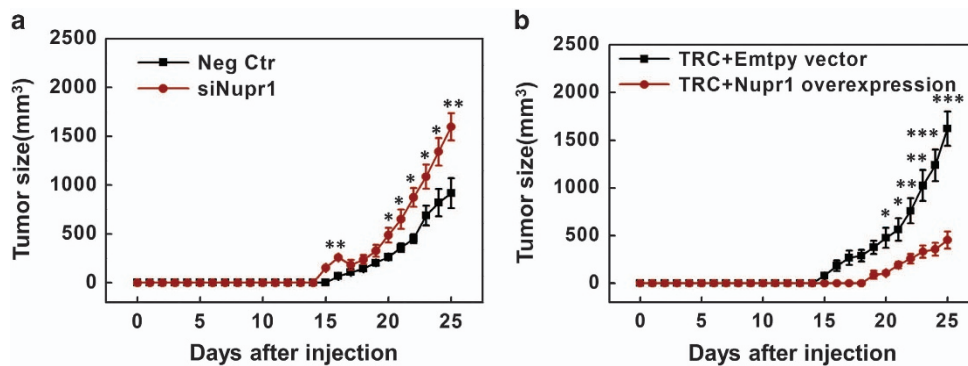 a
Tumor size(mm³)
2500
2000
1500
1000
500
0
Neg Ctr
siNupr1
**
*
*
*
*
*
**
0 5 10 15 20 25
Days after injection
b
Tumor size(mm³)
2500
2000
1500
1000
500
0
TRC+Emtpy vector
TRC+Nupr1 overexpression
*
*
**
**
***
***
0 5 10 15 20 25
Days after injection